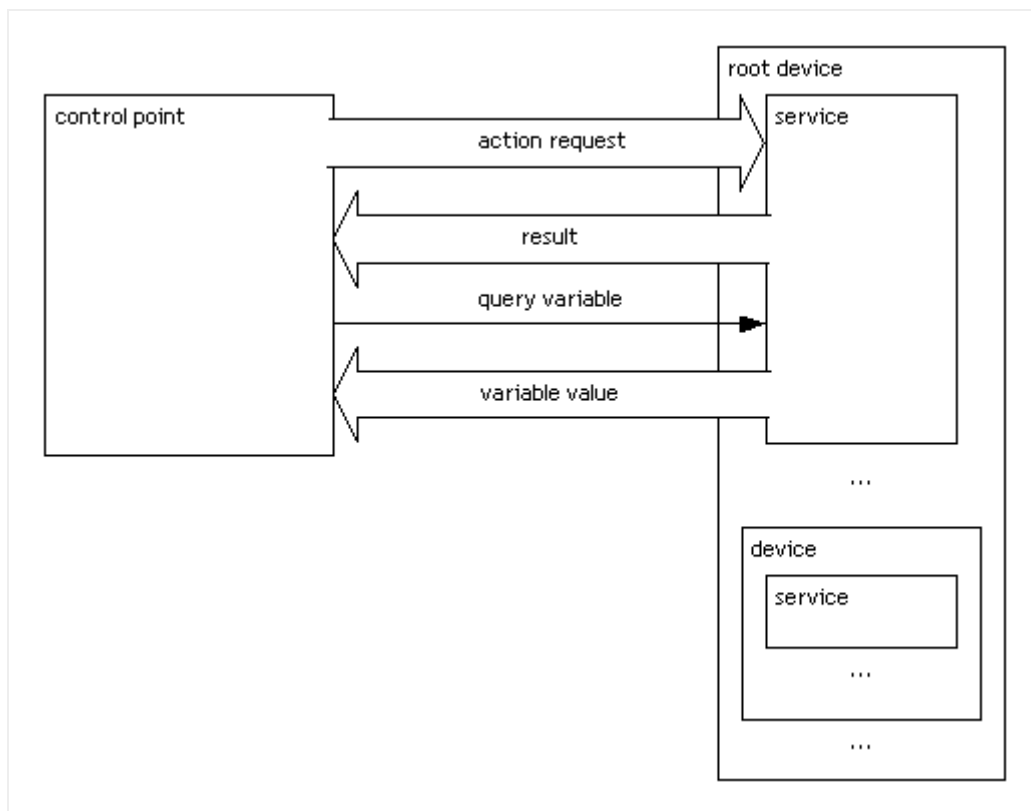 root device
control point
service
action request
result
query variable
variable value
...
device
service
...
...